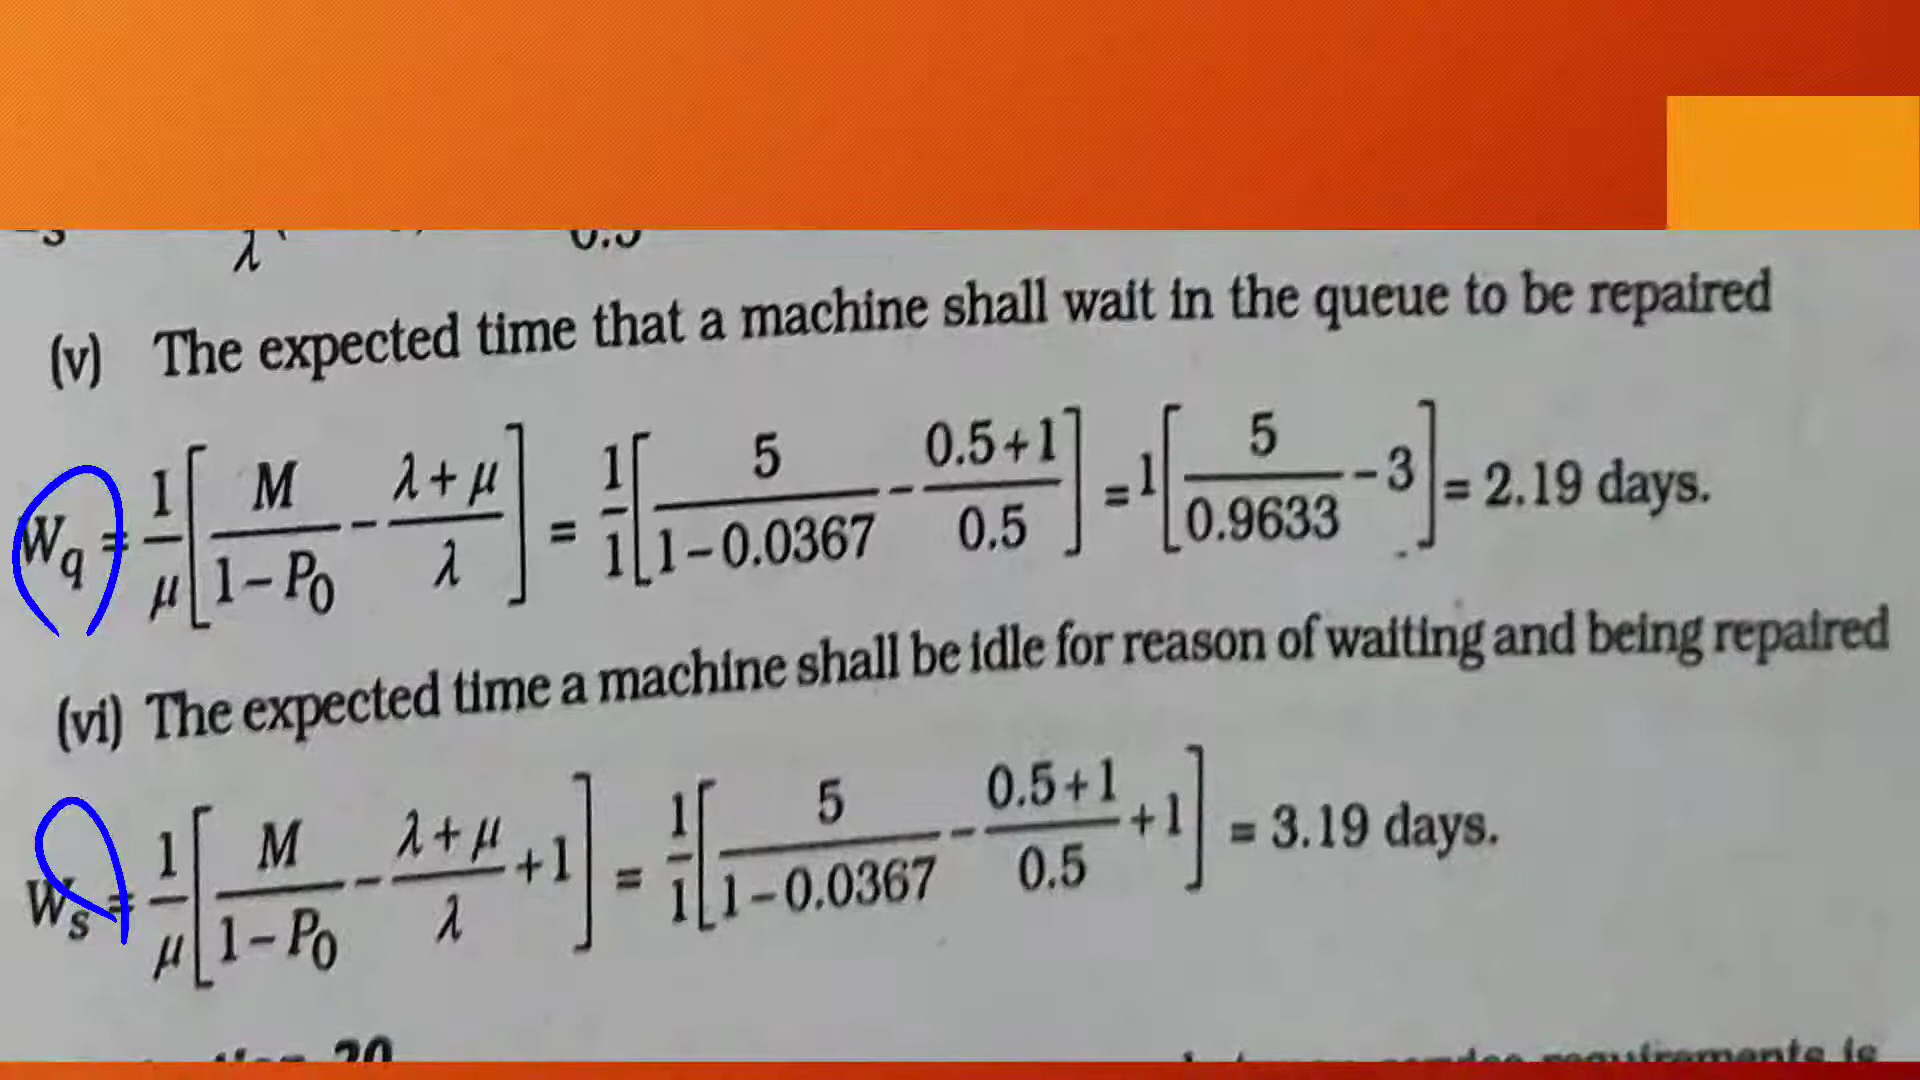 λ
(v) The expected time that a machine shall wait in the queue to be repaired
Wq = 1/μ [M/(1 − P0) − (λ + μ)/λ] = 1/1 [5/(1 − 0.0367) − (0.5 + 1)/0.5] = 1 [5/0.9633 − 3] = 2.19 days.
(vi) The expected time a machine shall be idle for reason of waiting and being repaired
Ws = 1/μ [M/(1 − P0) − (λ + μ)/λ + 1] = 1/1 [5/(1 − 0.0367) − (0.5 + 1)/0.5 + 1] = 3.19 days.